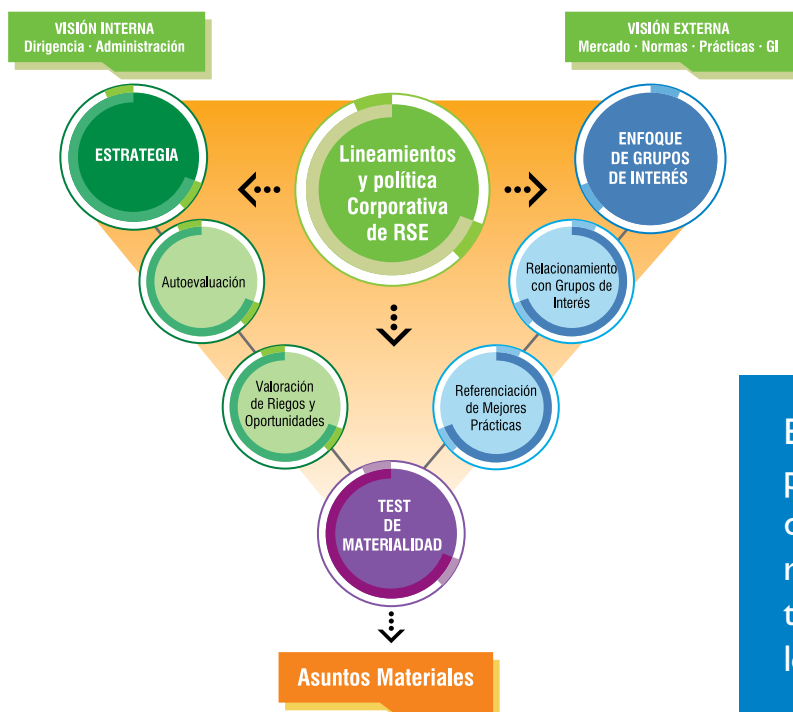 VISIÓN INTERNA
Dirigencia · Administración
VISIÓN EXTERNA
Mercado · Normas · Prácticas · GI
ESTRATEGIA
Lineamientos
y política
Corporativa
de RSE
ENFOQUE
DE GRUPOS
DE INTERÉS
Autoevaluación
Relacionamiento
con Grupos de
Interés
Valoración
de Riegos y
Oportunidades
Referenciación
de Mejores
Prácticas
TEST
DE
MATERIALIDAD
Asuntos Materiales